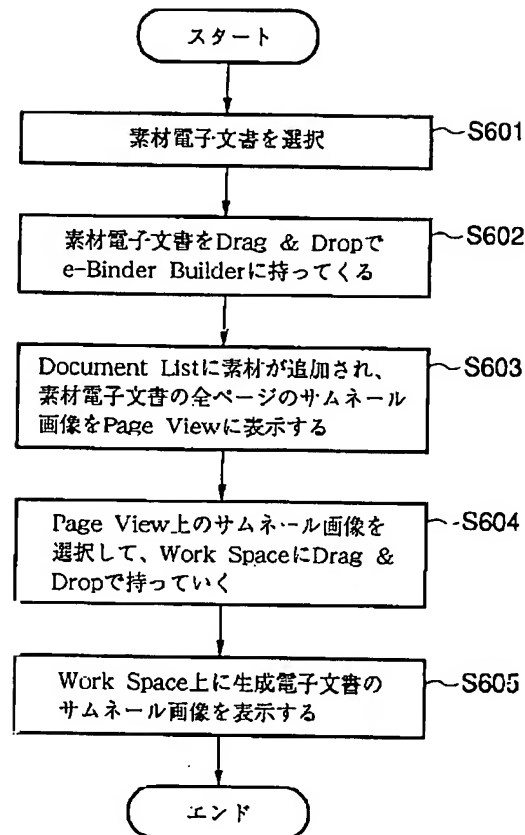 スタート
素材電子文書を選択
S601
素材電子文書をDrag & Dropで
e-Binder Builderに持ってくる
S602
Document Listに素材が追加され、
素材電子文書の全ページのサムネール
画像をPage Viewに表示する
S603
Page View上のサムネール画像を
選択して、Work SpaceにDrag &
Dropで持っていく
S604
Work Space上に生成電子文書の
サムネール画像を表示する
S605
エンド